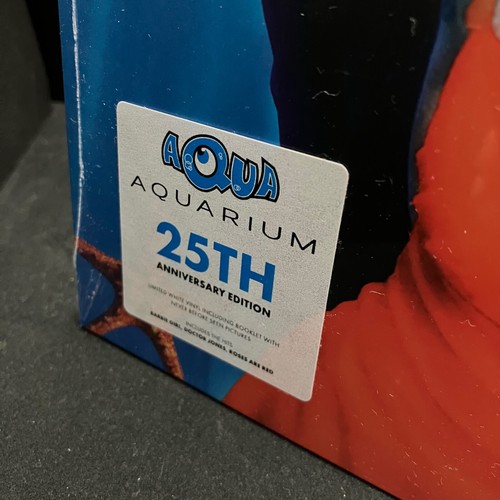 AQUA
AQUARIUM
25TH
ANNIVERSARY EDITION
LIMITED WHITE VINYL INCLUDING BOOKLET WITH
NEVER BEFORE SEEN PICTURES
INCLUDES THE HITS
BARBIE GIRL, DOCTOR JONES, ROSES ARE RED